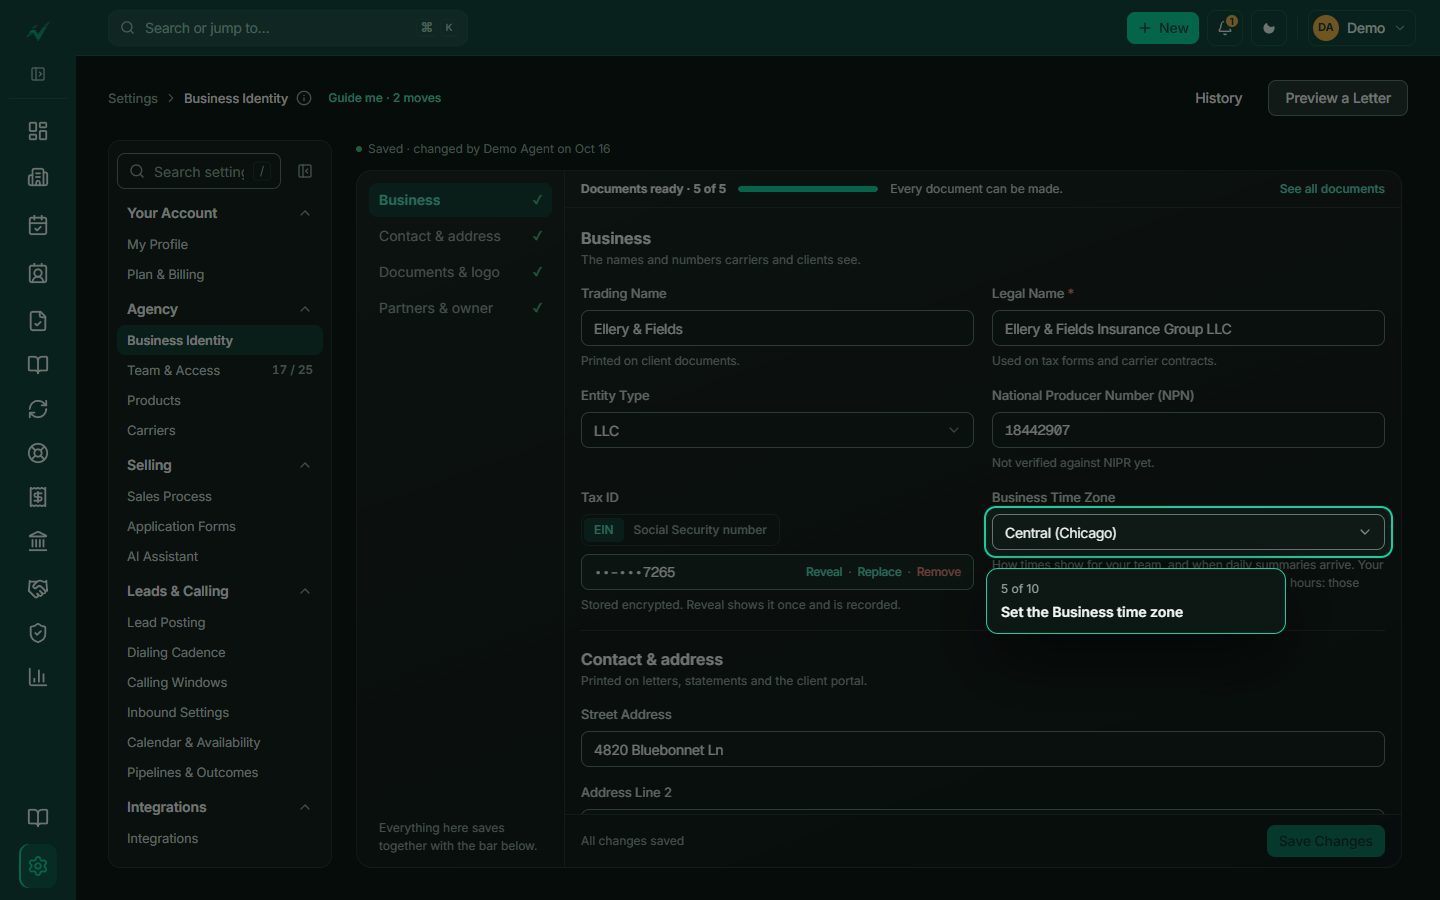 Search or jump to...
⌘ K
+ New
1
DA
Demo
Settings > Business Identity
Guide me · 2 moves
History
Preview a Letter
Search setting
/
Saved · changed by Demo Agent on Oct 16
Your Account
My Profile
Plan & Billing
Agency
Business Identity
Team & Access 17 / 25
Products
Carriers
Selling
Sales Process
Application Forms
AI Assistant
Leads & Calling
Lead Posting
Dialing Cadence
Calling Windows
Inbound Settings
Calendar & Availability
Pipelines & Outcomes
Integrations
Integrations
Business ✓
Contact & address ✓
Documents & logo ✓
Partners & owner ✓
Everything here saves
together with the bar below.
Documents ready · 5 of 5
Every document can be made.
See all documents
Business
The names and numbers carriers and clients see.
Trading Name
Ellery & Fields
Printed on client documents.
Legal Name *
Ellery & Fields Insurance Group LLC
Used on tax forms and carrier contracts.
Entity Type
LLC
National Producer Number (NPN)
18442907
Not verified against NIPR yet.
Tax ID
EIN
Social Security number
••-•••7265
Reveal · Replace · Remove
Stored encrypted. Reveal shows it once and is recorded.
Business Time Zone
Central (Chicago)
How times show for your team, and when daily summaries arrive. Your
hours: those
5 of 10
Set the Business time zone
Contact & address
Printed on letters, statements and the client portal.
Street Address
4820 Bluebonnet Ln
Address Line 2
All changes saved
Save Changes